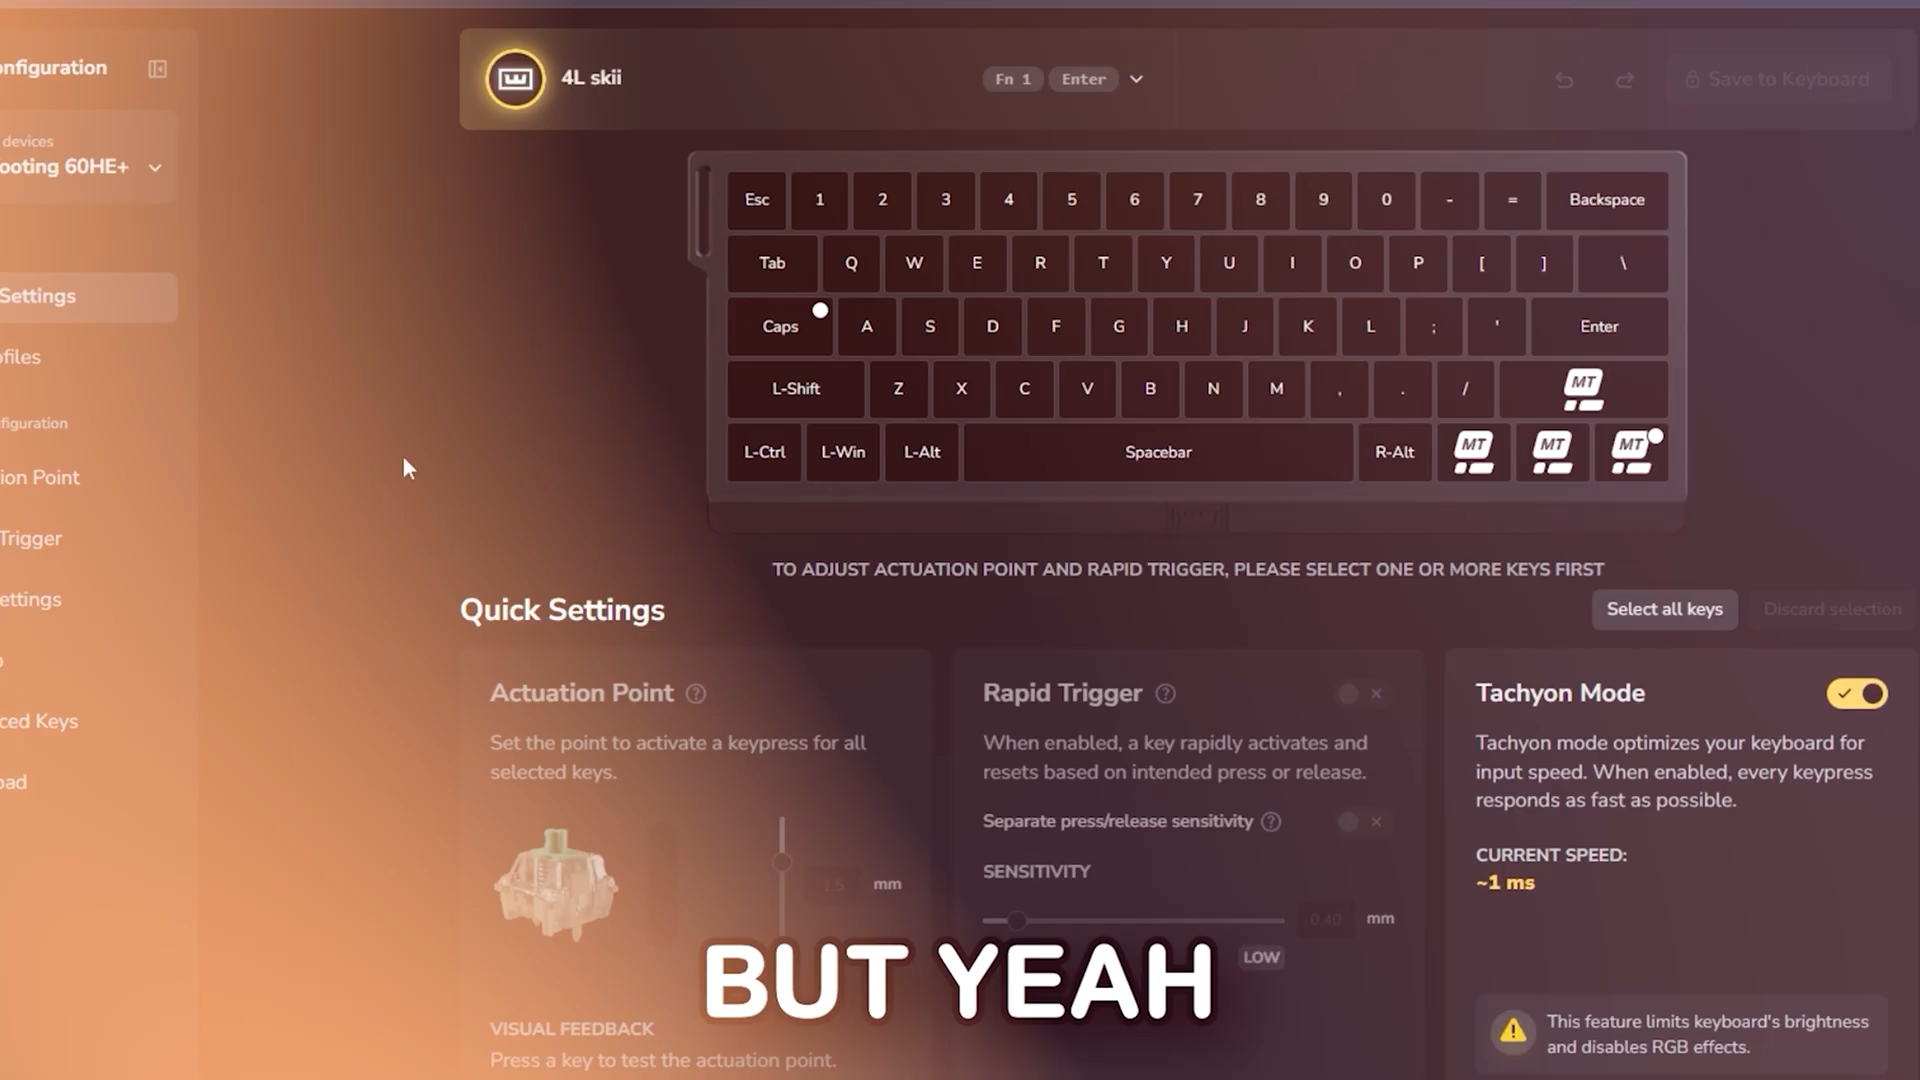 nfiguration
devices
ooting 60HE+
Settings
ofiles
figuration
ion Point
Trigger
ettings
ced Keys
oad
4L skii
Fn 1 Enter
Save to Keyboard
Esc 1 2 3 4 5 6 7 8 9 0 - = Backspace
Tab Q W E R T Y U I O P [ ] \
Caps A S D F G H J K L ; ' Enter
L-Shift Z X C V B N M , . / MT
L-Ctrl L-Win L-Alt Spacebar R-Alt MT MT MT
TO ADJUST ACTUATION POINT AND RAPID TRIGGER, PLEASE SELECT ONE OR MORE KEYS FIRST
Quick Settings
Select all keys
Discard selection
Actuation Point
Set the point to activate a keypress for all
selected keys.
1.5 mm
VISUAL FEEDBACK
Press a key to test the actuation point.
Rapid Trigger
When enabled, a key rapidly activates and
resets based on intended press or release.
Separate press/release sensitivity
SENSITIVITY
0.40 mm
LOW
Tachyon Mode
Tachyon mode optimizes your keyboard for
input speed. When enabled, every keypress
responds as fast as possible.
CURRENT SPEED:
~1 ms
This feature limits keyboard's brightness
and disables RGB effects.
BUT YEAH